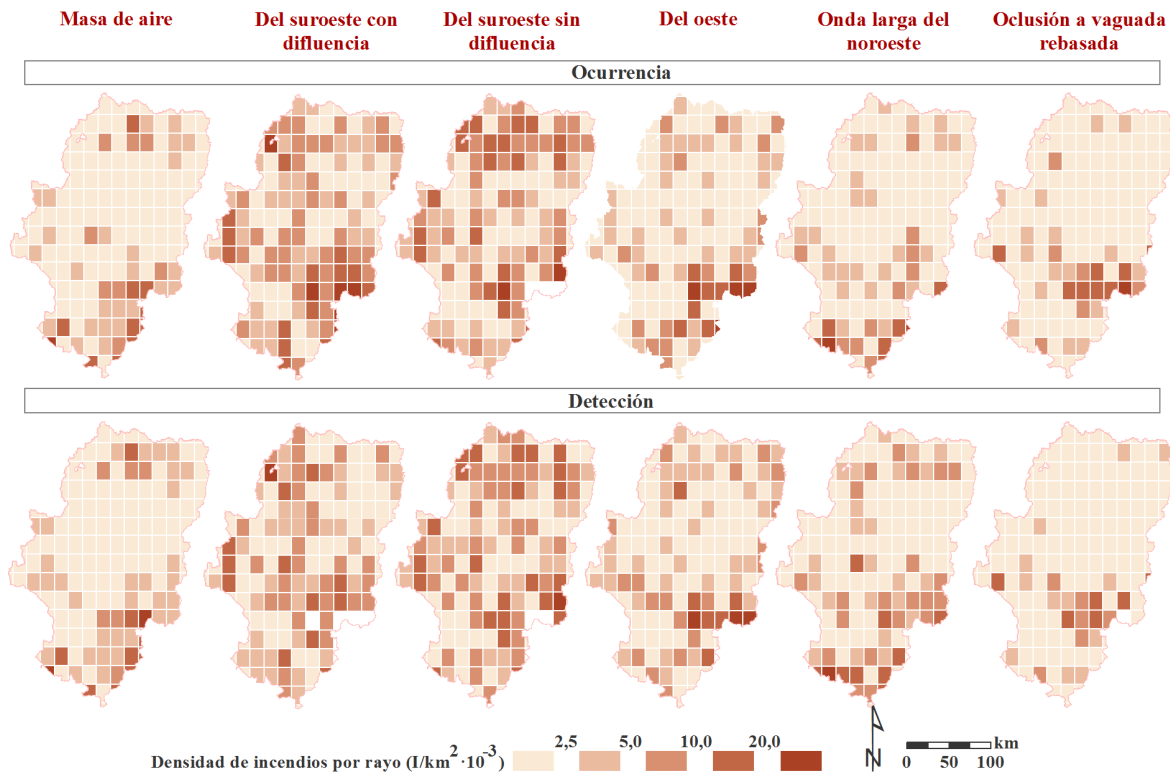 Masa de aire
Del suroeste con
difluencia
Del suroeste sin
difluencia
Del oeste
Onda larga del
noroeste
Oclusión a vaguada
rebasada
Ocurrencia
Detección
Densidad de incendios por rayo (I/km²·10⁻³)
2,5 5,0 10,0 20,0
N
km
0 50 100